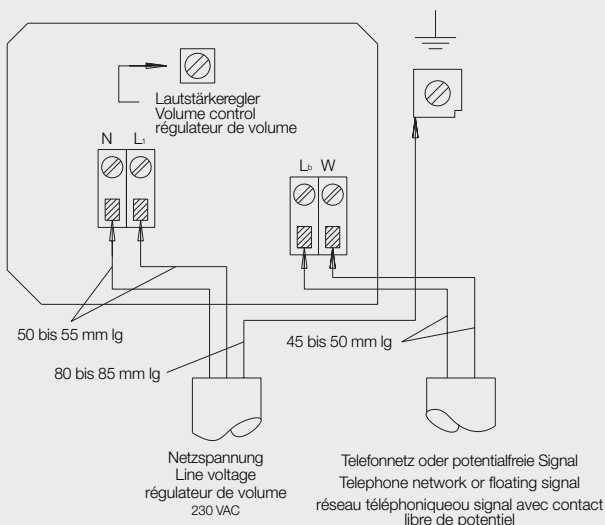 Lautstärkeregler
Volume control
régulateur de volume
N L1
Lb W
50 bis 55 mm lg
80 bis 85 mm lg
45 bis 50 mm lg
Netzspannung
Line voltage
régulateur de volume
230 VAC
Telefonnetz oder potentialfreie Signal
Telephone network or floating signal
réseau téléphoniqueou signal avec contact
libre de potentiel